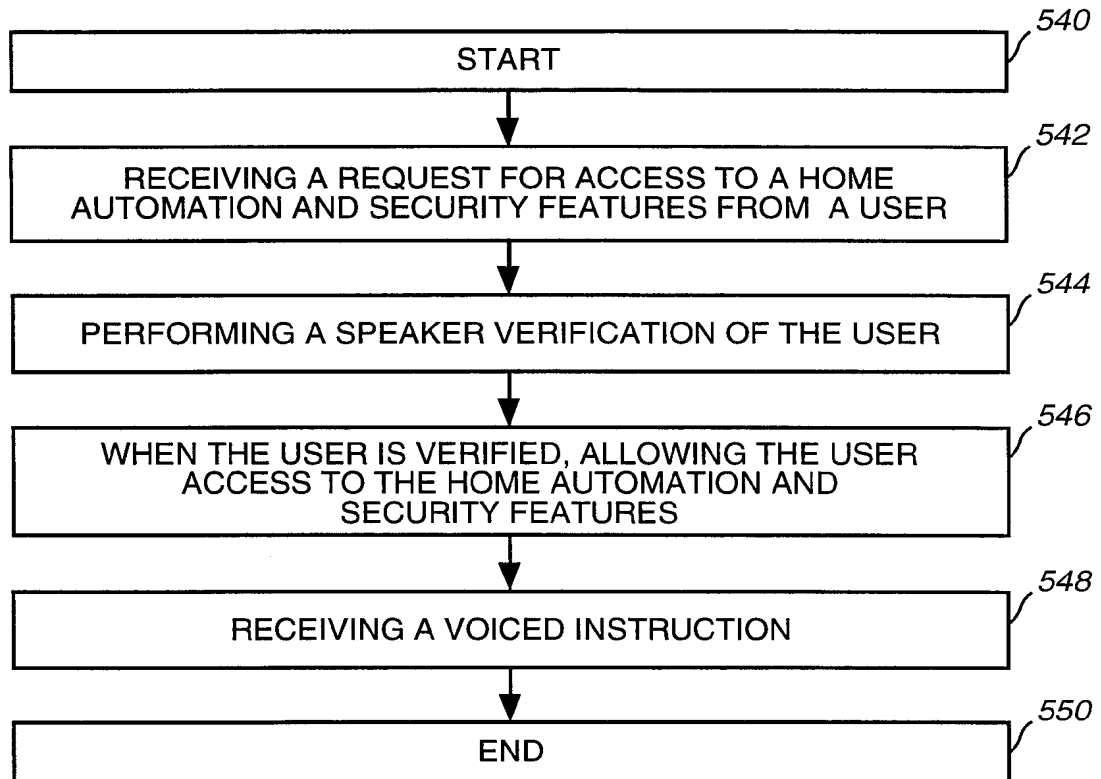 540
START
542
RECEIVING A REQUEST FOR ACCESS TO A HOME
AUTOMATION AND SECURITY FEATURES FROM A USER
544
PERFORMING A SPEAKER VERIFICATION OF THE USER
546
WHEN THE USER IS VERIFIED, ALLOWING THE USER
ACCESS TO THE HOME AUTOMATION AND
SECURITY FEATURES
548
RECEIVING A VOICED INSTRUCTION
550
END